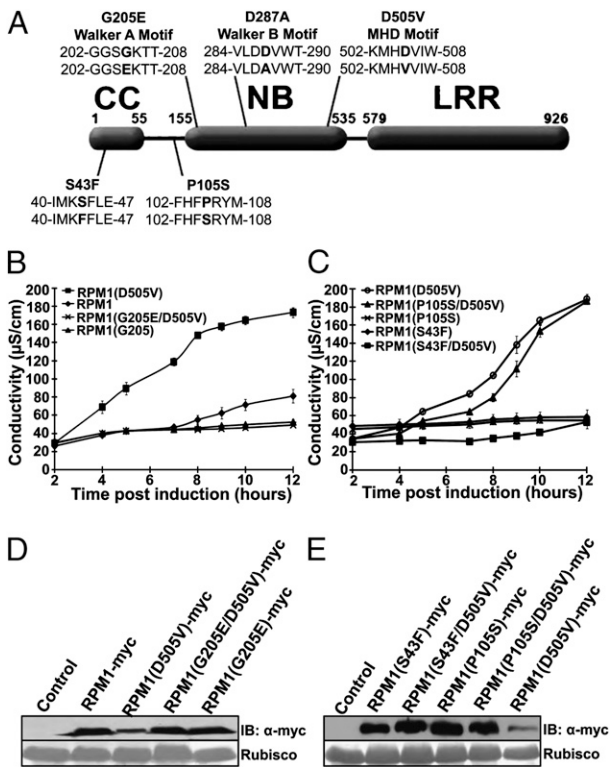 A
G205E
Walker A Motif
202-GGSGKTT-208
202-GGSEKTT-208
D287A
Walker B Motif
284-VLDDVWT-290
284-VLDAVWT-290
D505V
MHD Motif
502-KMHDVIW-508
502-KMHVVIW-508
CC
NB
LRR
1
55
155
535
579
926
S43F
40-IMKSFLE-47
40-IMKFFLE-47
P105S
102-FHFPRYM-108
102-FHFSRYM-108
B
RPM1(D505V)
RPM1
RPM1(G205E/D505V)
RPM1(G205)
Conductivity (µS/cm)
200
180
160
140
120
100
80
60
40
20
0
2
4
6
8
10
12
Time post induction (hours)
C
RPM1(D505V)
RPM1(P105S/D505V)
RPM1(P105S)
RPM1(S43F)
RPM1(S43F/D505V)
Conductivity (µS/cm)
200
180
160
140
120
100
80
60
40
20
0
2
4
6
8
10
12
Time post induction (hours)
D
Control
RPM1-myc
RPM1(D505V)-myc
RPM1(G205E/D505V)-myc
RPM1(G205E)-myc
IB: α-myc
Rubisco
E
Control
RPM1(S43F)-myc
RPM1(S43F/D505V)-myc
RPM1(P105S)-myc
RPM1(P105S/D505V)-myc
RPM1(D505V)-myc
IB: α-myc
Rubisco